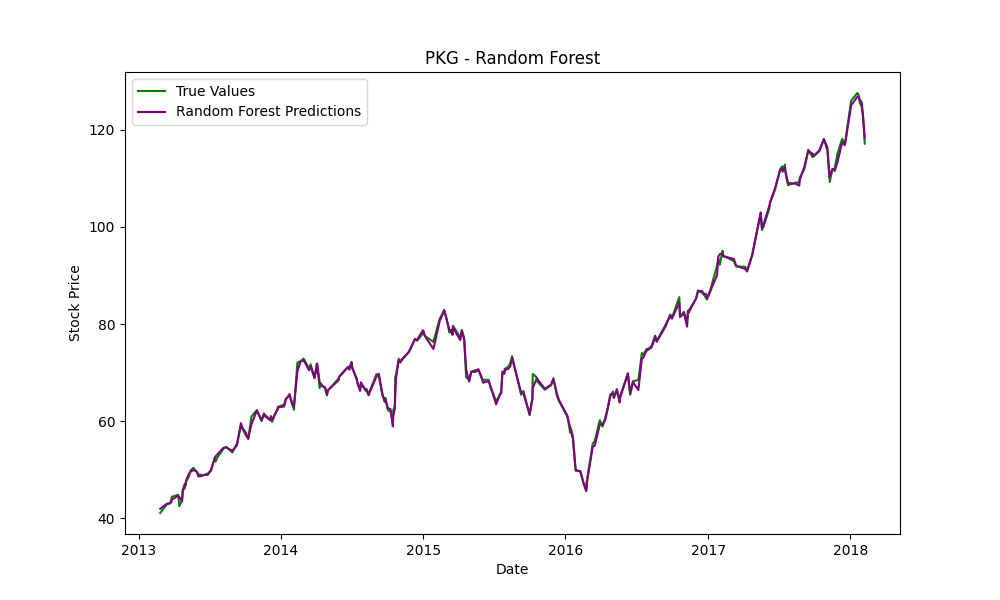 PKG - Random Forest
True Values
Random Forest Predictions
120
100
80
60
40
Stock Price
2013 2014 2015 2016 2017 2018
Date